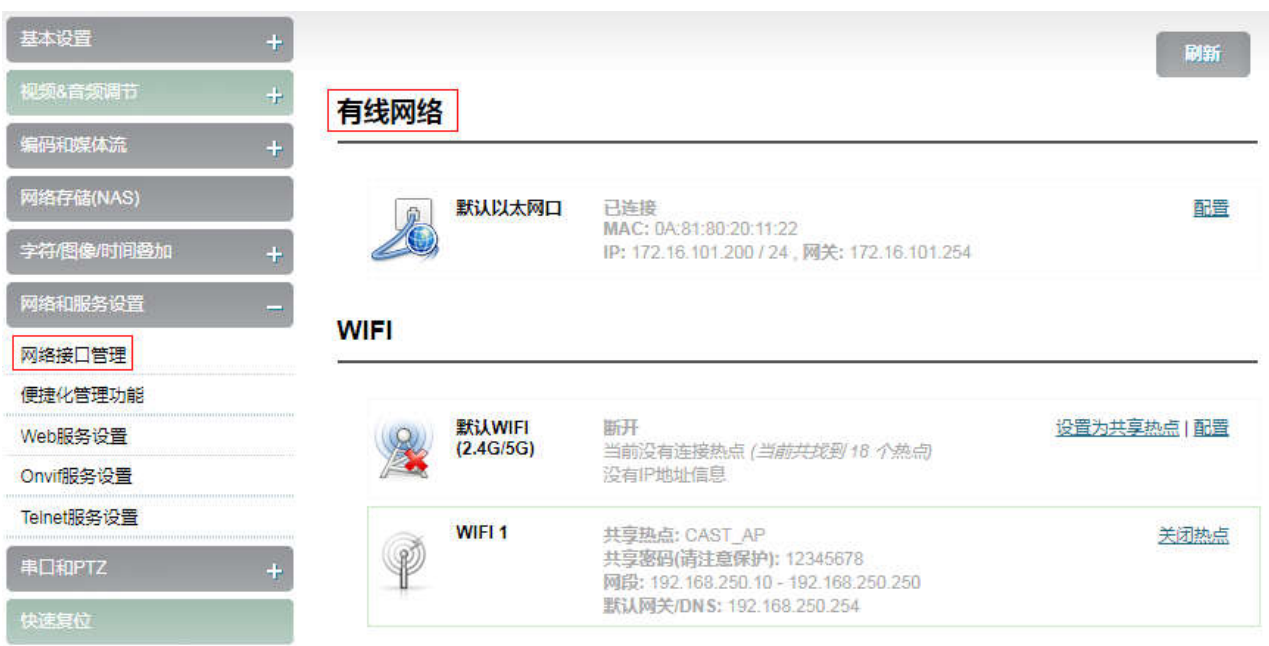 基本设置
视频&音频调节
编码和媒体流
网络存储(NAS)
字符/图像/时间叠加
网络和服务设置
网络接口管理
便捷化管理功能
Web服务设置
Onvif服务设置
Telnet服务设置
串口和PTZ
快速复位
刷新
有线网络
默认以太网口
已连接
MAC: 0A:81:80:20:11:22
IP: 172.16.101.200 / 24 , 网关: 172.16.101.254
配置
WIFI
默认WIFI
(2.4G/5G)
断开
当前没有连接热点 (当前共找到 18 个热点)
没有IP地址信息
设置为共享热点 | 配置
WIFI 1
共享热点: CAST_AP
共享密码(请注意保护): 12345678
网段: 192.168.250.10 - 192.168.250.250
默认网关/DNS: 192.168.250.254
关闭热点